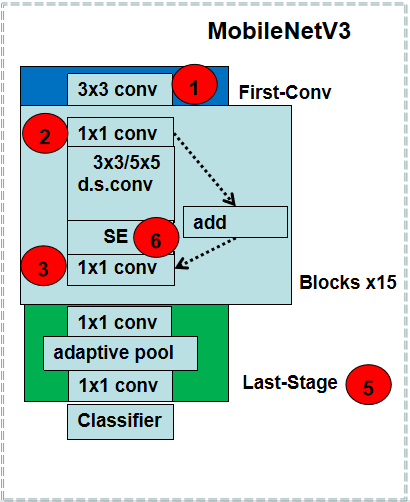 MobileNetV3
3x3 conv
1
First-Conv
2
1x1 conv
3x3/5x5
d.s.conv
add
SE
6
3
1x1 conv
Blocks x15
1x1 conv
adaptive pool
1x1 conv
Last-Stage
5
Classifier